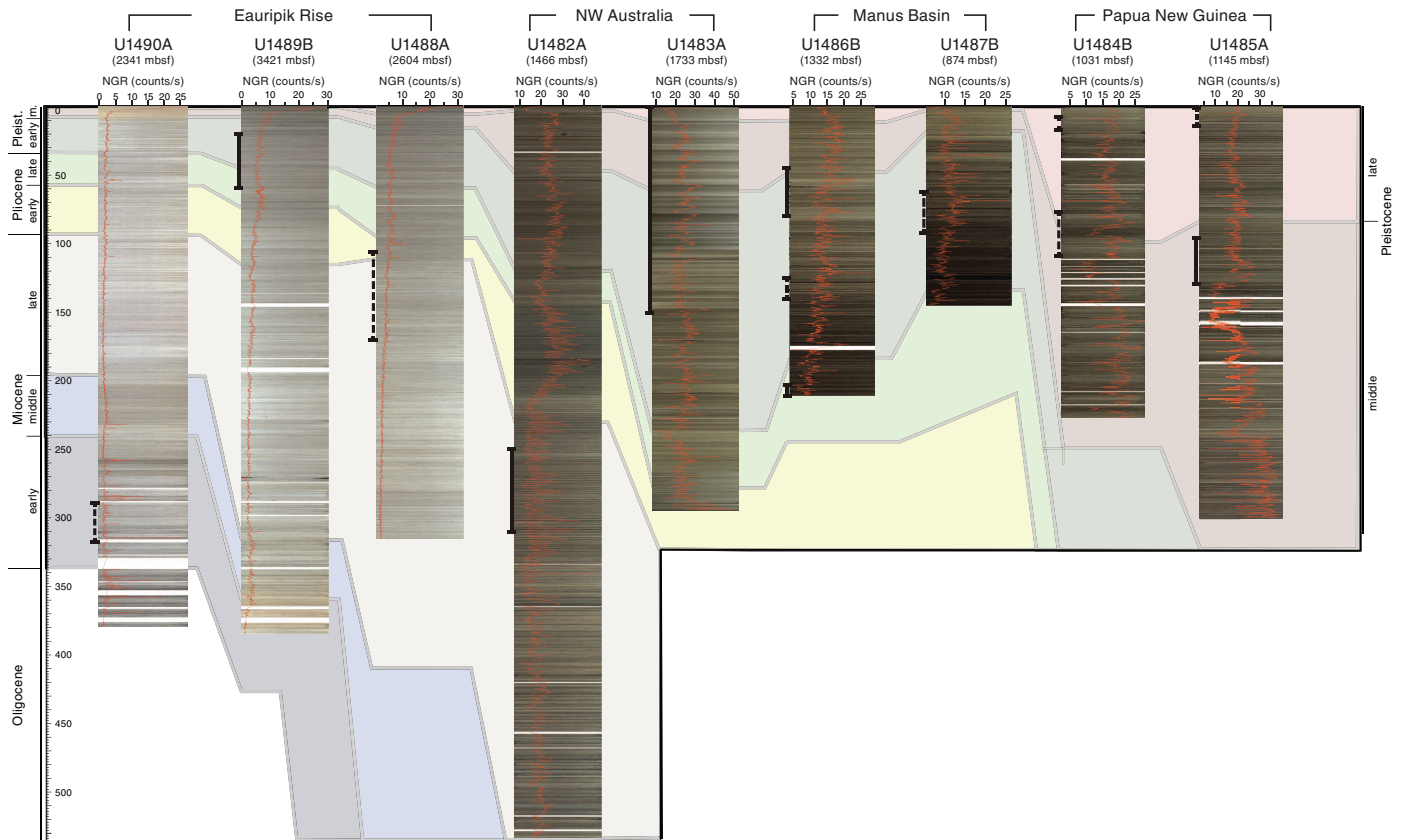 Eauripik Rise
NW Australia
Manus Basin
Papua New Guinea
U1490A
U1489B
U1488A
U1482A
U1483A
U1486B
U1487B
U1484B
U1485A
(2341 mbsf)
(3421 mbsf)
(2604 mbsf)
(1466 mbsf)
(1733 mbsf)
(1332 mbsf)
(874 mbsf)
(1031 mbsf)
(1145 mbsf)
NGR (counts/s)
NGR (counts/s)
NGR (counts/s)
NGR (counts/s)
NGR (counts/s)
NGR (counts/s)
NGR (counts/s)
NGR (counts/s)
NGR (counts/s)
0 5 10 15 20 25
0 10 20 30
10 20 30
10 20 30 40
10 20 30 40 50
5 10 15 20 25
10 15 20 25
5 10 15 20 25
10 20 30
Pleist.
early m.
Pliocene
early late
Miocene
early middle late
Oligocene
0
50
100
150
200
250
300
350
400
450
500
late
middle
Pleistocene